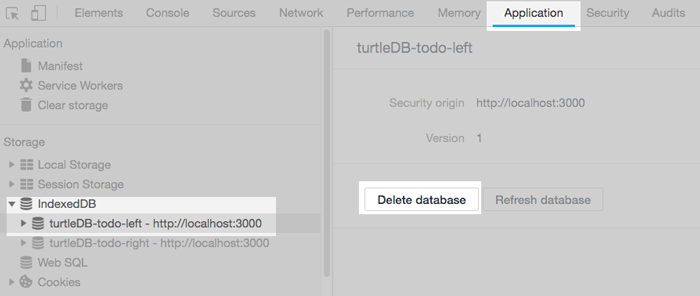 Elements Console Sources Network Performance Memory Application Security Audits
Application
Manifest
Service Workers
Clear storage
Storage
Local Storage
Session Storage
IndexedDB
turtleDB-todo-left - http://localhost:3000
turtleDB-todo-right - http://localhost:3000
Web SQL
Cookies
turtleDB-todo-left
Security origin http://localhost:3000
Version 1
Delete database Refresh database